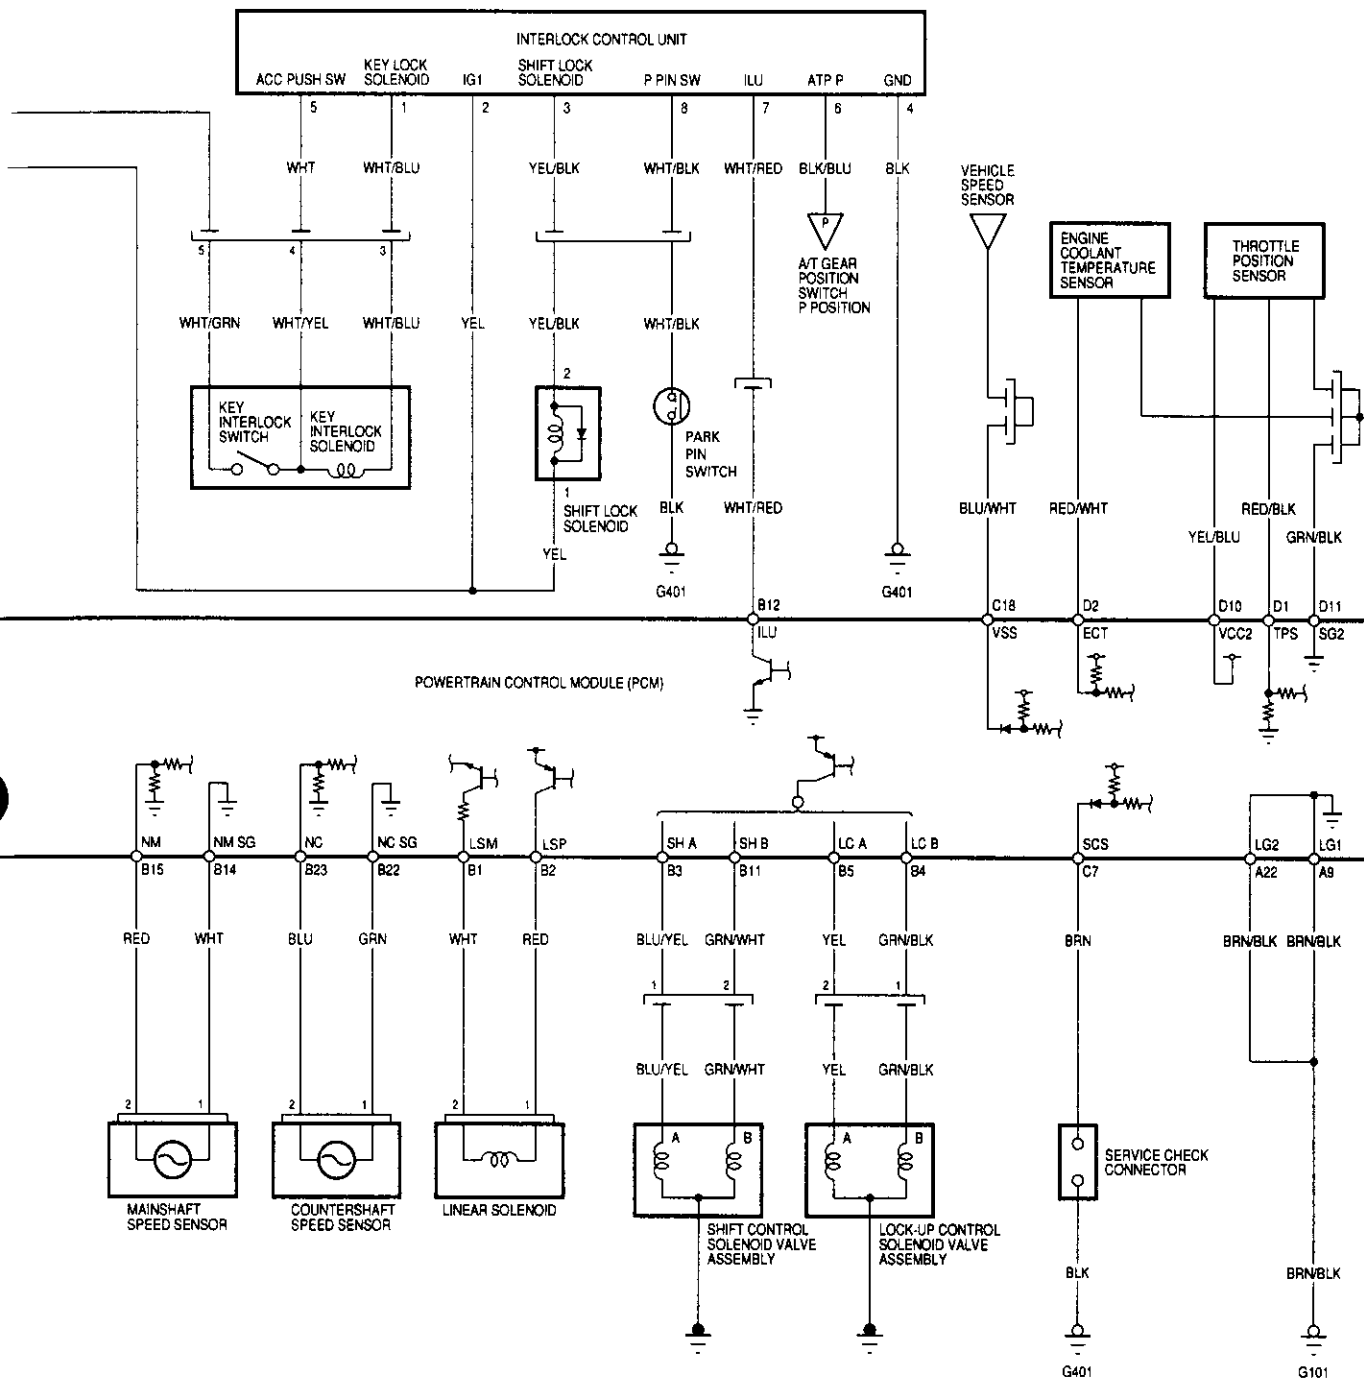 INTERLOCK CONTROL UNIT
ACC PUSH SW
KEY LOCK
SOLENOID
IG1
SHIFT LOCK
SOLENOID
P PIN SW
ILU
ATP P
GND
5
1
2
3
8
7
6
4
WHT
WHT/BLU
YEL/BLK
WHT/BLK
WHT/RED
BLK/BLU
BLK
VEHICLE
SPEED
SENSOR
P
5
4
3
A/T GEAR
POSITION
SWITCH
P POSITION
ENGINE
COOLANT
TEMPERATURE
SENSOR
THROTTLE
POSITION
SENSOR
WHT/GRN
WHT/YEL
WHT/BLU
YEL
YEL/BLK
WHT/BLK
2
KEY
INTERLOCK
SWITCH
KEY
INTERLOCK
SOLENOID
PARK
PIN
SWITCH
1
SHIFT LOCK
SOLENOID
BLK
WHT/RED
BLU/WHT
RED/WHT
RED/BLK
YEL/BLU
GRN/BLK
YEL
G401
G401
B12
C18
D2
D10
D1
D11
ILU
VSS
ECT
VCC2
TPS
SG2
POWERTRAIN CONTROL MODULE (PCM)
NM
NM SG
NC
NC SG
LSM
LSP
SH A
SH B
LC A
LC B
SCS
LG2
LG1
B15
B14
B23
B22
B1
B2
B3
B11
B5
B4
C7
A22
A9
RED
WHT
BLU
GRN
WHT
RED
BLU/YEL
GRN/WHT
YEL
GRN/BLK
BRN
BRN/BLK
BRN/BLK
1
2
2
1
BLU/YEL
GRN/WHT
YEL
GRN/BLK
2
1
2
1
2
1
A
B
A
B
SERVICE CHECK
CONNECTOR
MAINSHAFT
SPEED SENSOR
COUNTERSHAFT
SPEED SENSOR
LINEAR SOLENOID
SHIFT CONTROL
SOLENOID VALVE
ASSEMBLY
LOCK-UP CONTROL
SOLENOID VALVE
ASSEMBLY
BLK
BRN/BLK
G401
G101